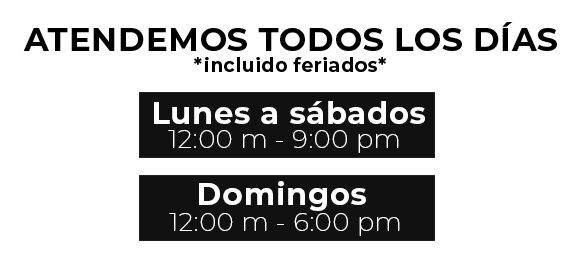 ATENDEMOS TODOS LOS DÍAS
*incluido feriados*
Lunes a sábados
12:00 m - 9:00 pm
Domingos
12:00 m - 6:00 pm